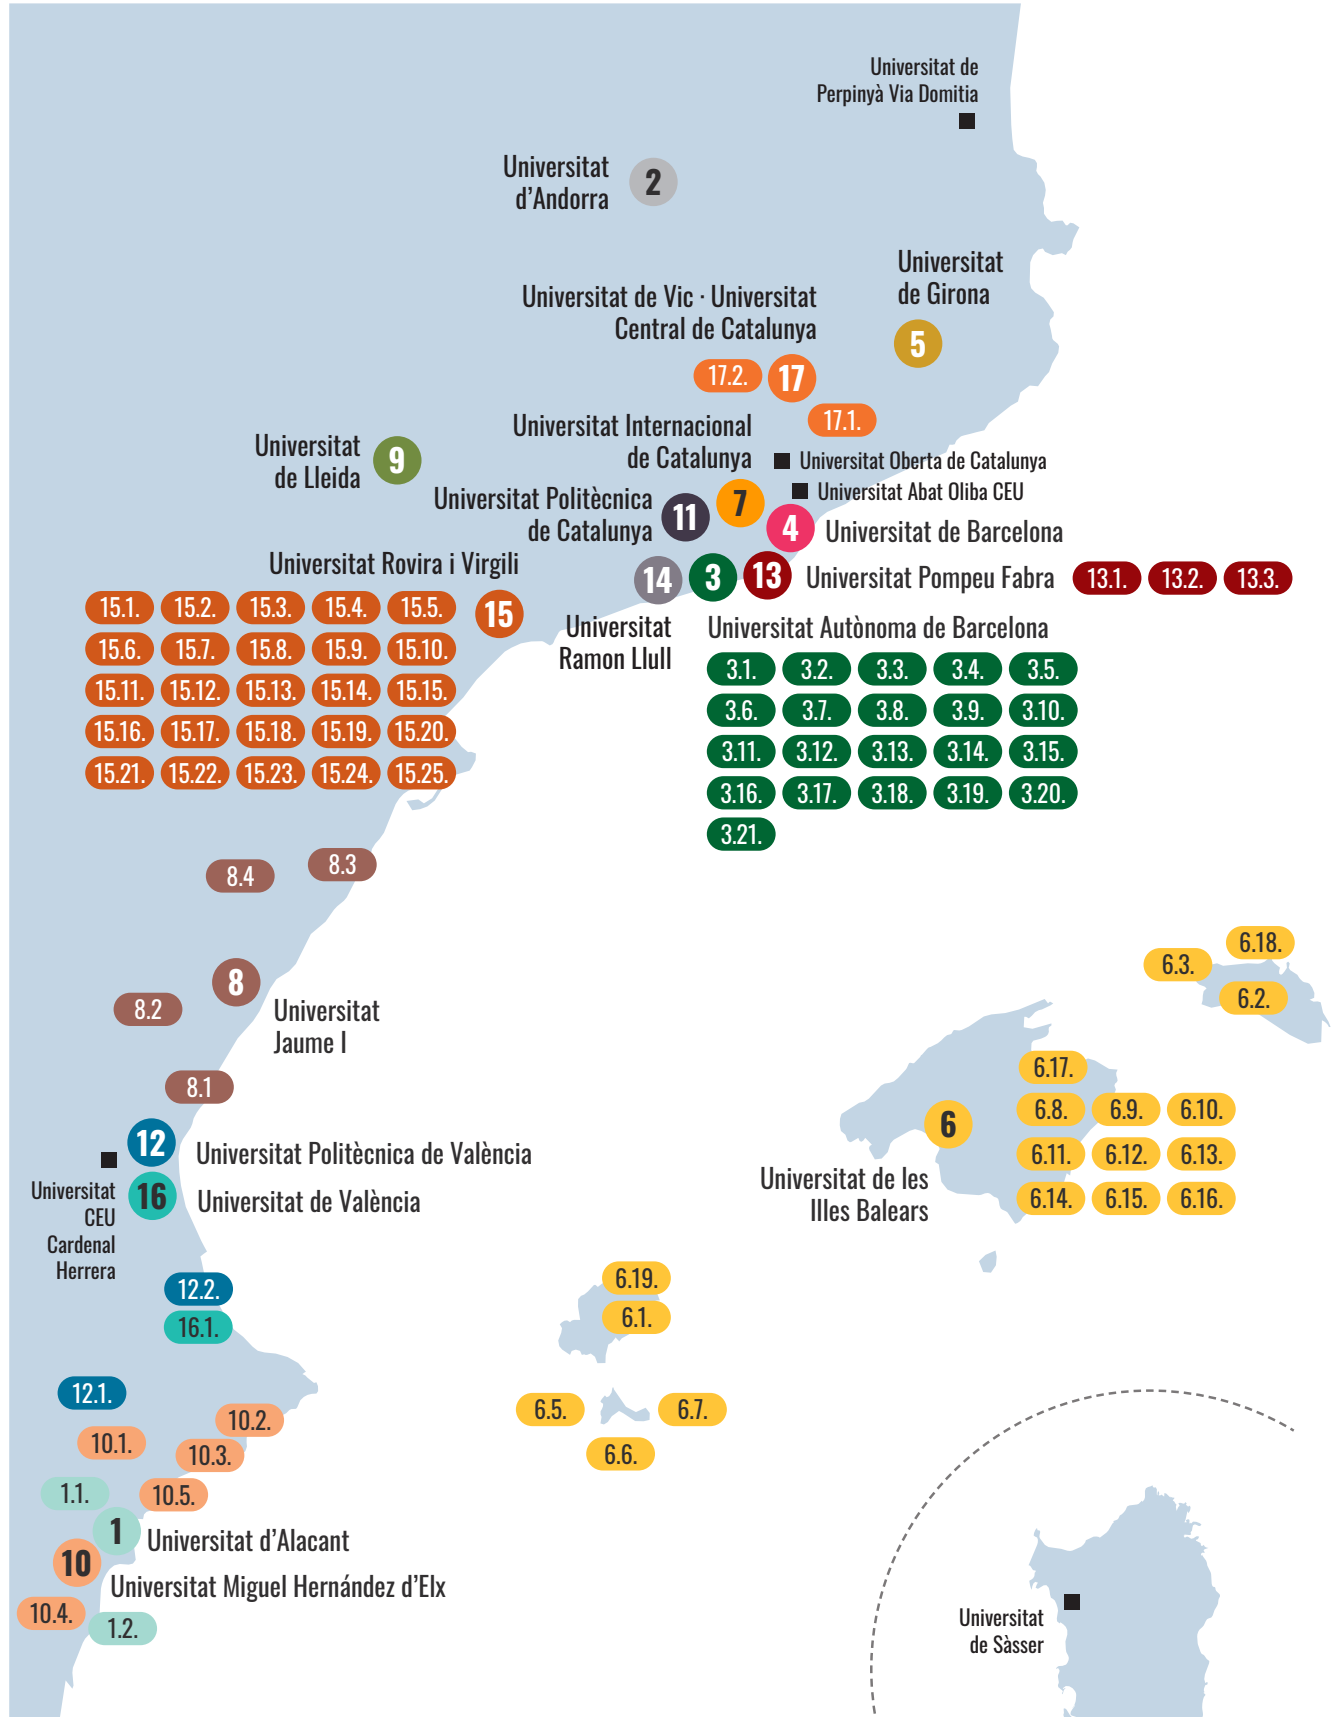 Universitat de
Perpinyà Via Domitia
Universitat
d'Andorra
2
Universitat
de Girona
5
Universitat de Vic · Universitat
Central de Catalunya
17.2.
17
17.1.
Universitat Internacional
de Catalunya
7
Universitat Oberta de Catalunya
Universitat Abat Oliba CEU
Universitat
de Lleida
9
Universitat Politècnica
de Catalunya
11
4
Universitat de Barcelona
Universitat Rovira i Virgili
15
15.1. 15.2. 15.3. 15.4. 15.5.
15.6. 15.7. 15.8. 15.9. 15.10.
15.11. 15.12. 15.13. 15.14. 15.15.
15.16. 15.17. 15.18. 15.19. 15.20.
15.21. 15.22. 15.23. 15.24. 15.25.
14
Universitat
Ramon Llull
3
13
Universitat Pompeu Fabra
13.1. 13.2. 13.3.
Universitat Autònoma de Barcelona
3.1. 3.2. 3.3. 3.4. 3.5.
3.6. 3.7. 3.8. 3.9. 3.10.
3.11. 3.12. 3.13. 3.14. 3.15.
3.16. 3.17. 3.18. 3.19. 3.20.
3.21.
8.4
8.3
8
Universitat
Jaume I
8.2
8.1
6.18.
6.3.
6.2.
6.17.
6
6.8. 6.9. 6.10.
6.11. 6.12. 6.13.
6.14. 6.15. 6.16.
Universitat de les
Illes Balears
12
Universitat Politècnica de València
16
Universitat de València
Universitat
CEU
Cardenal
Herrera
12.2.
16.1.
6.19.
6.1.
6.5.
6.7.
6.6.
12.1.
10.2.
10.1.
10.3.
1.1.
10.5.
1
Universitat d'Alacant
10
Universitat Miguel Hernández d'Elx
10.4.
1.2.
Universitat
de Sàsser